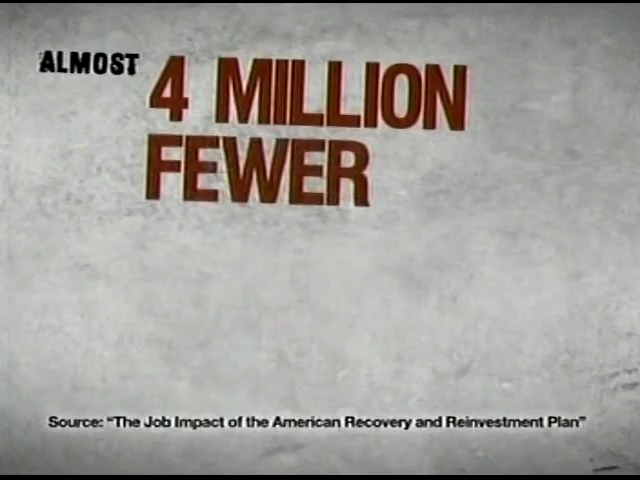 ALMOST 4 MILLION
FEWER
Source: "The Job Impact of the American Recovery and Reinvestment Plan"